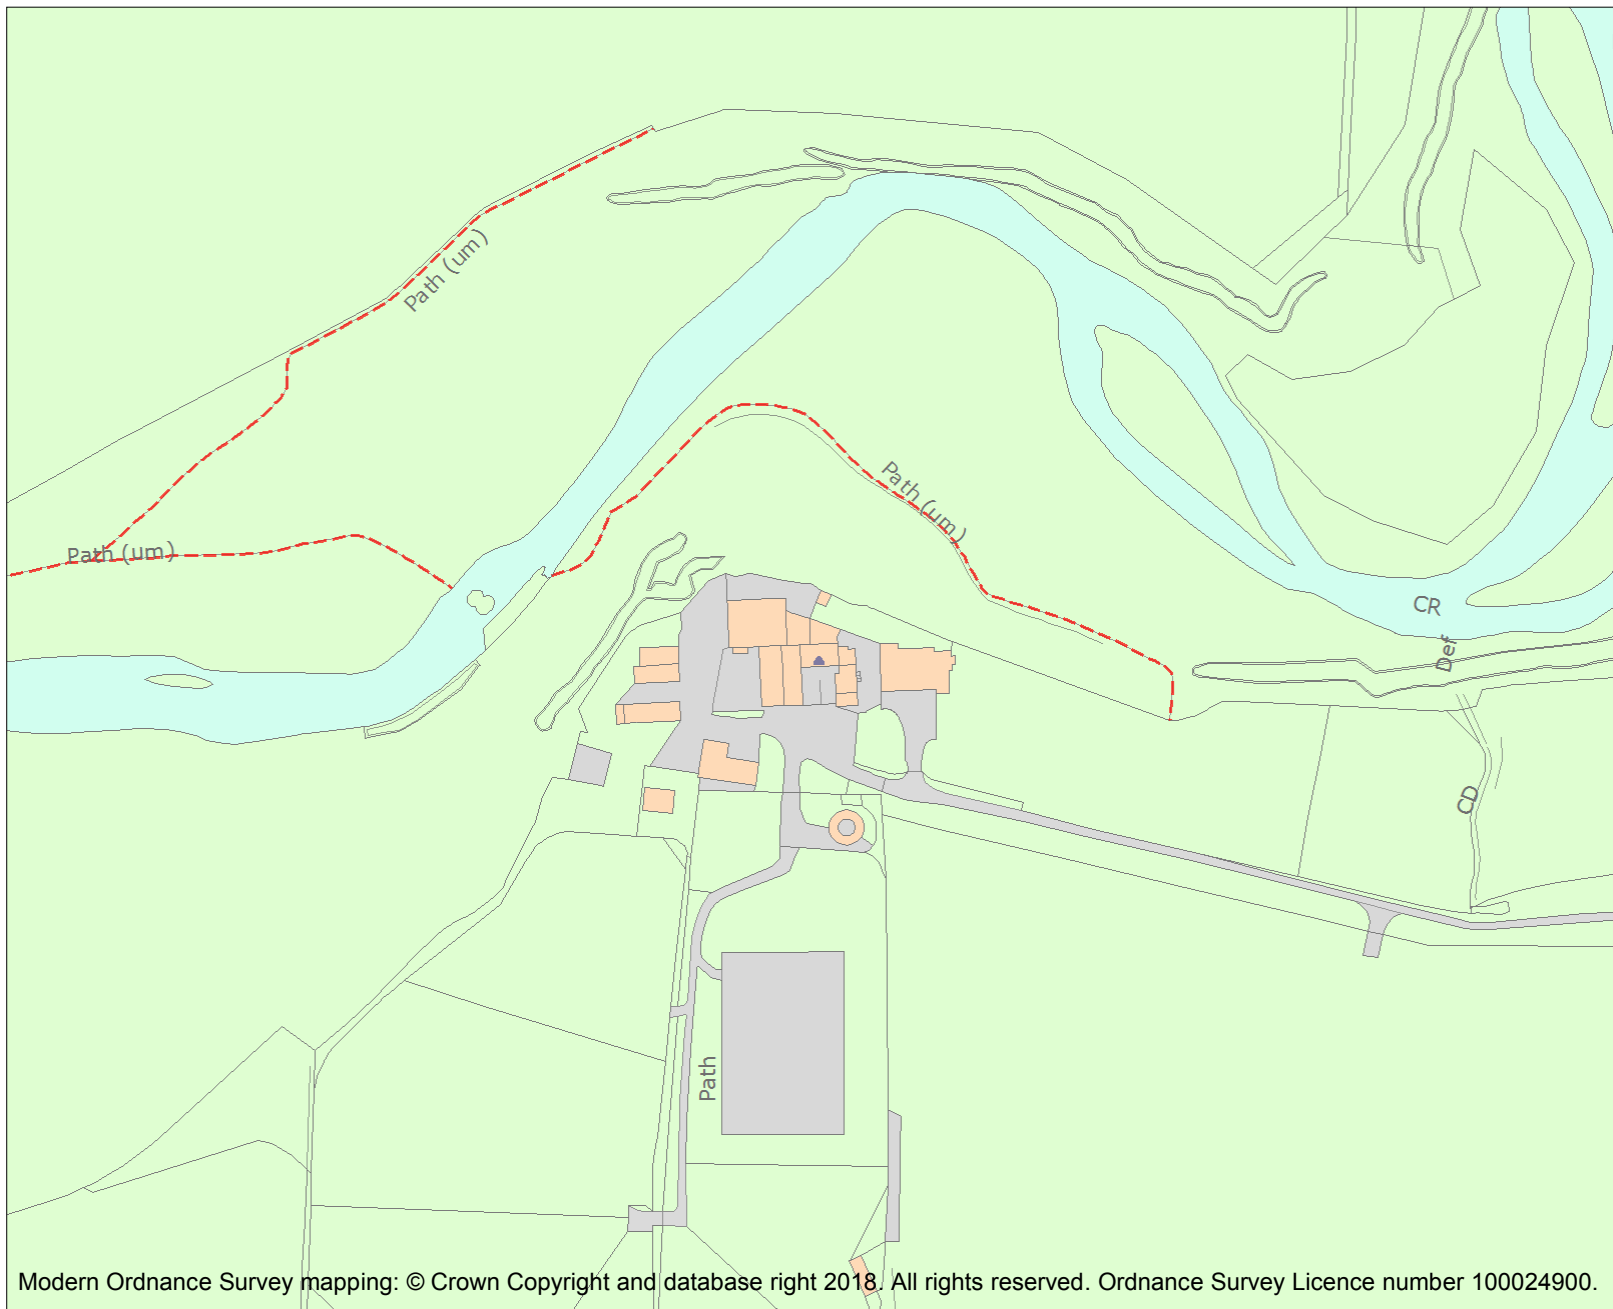 Path (um)
Path (um)
Path (um)
CR
Def
CD
Path
Modern Ordnance Survey mapping: © Crown Copyright and database right 2018. All rights reserved. Ordnance Survey Licence number 100024900.